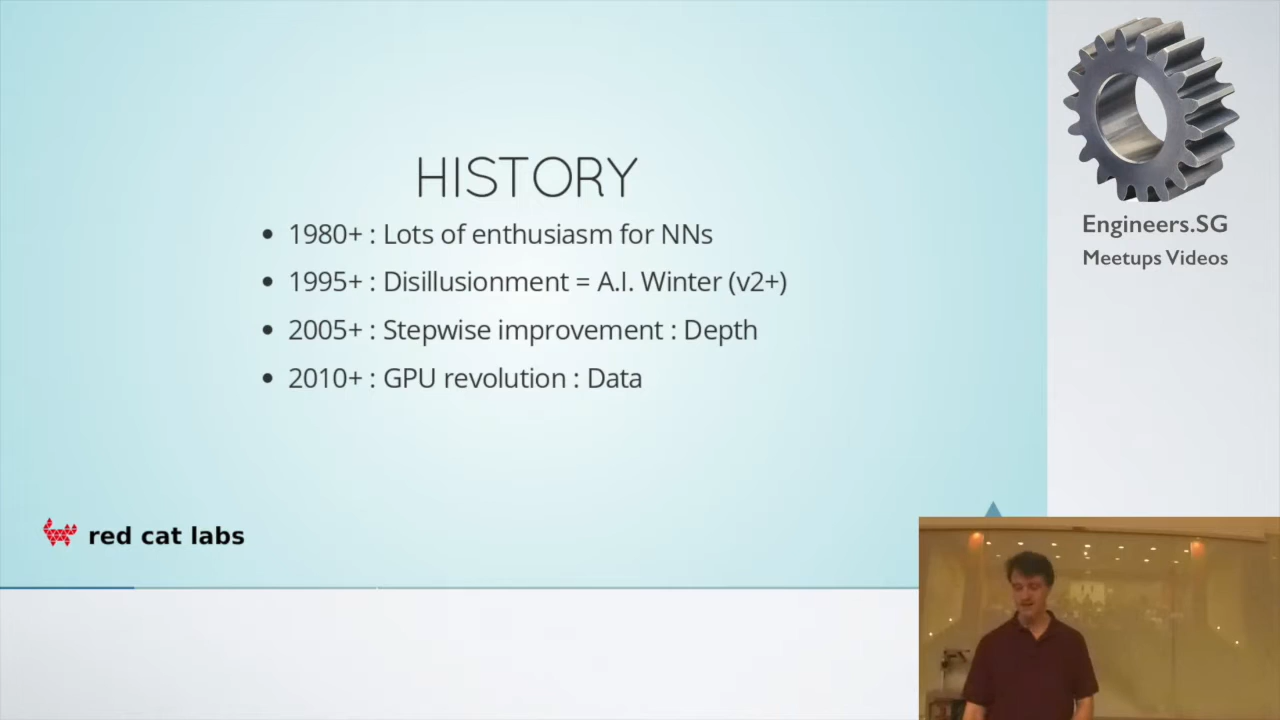 HISTORY
1980+ : Lots of enthusiasm for NNs
1995+ : Disillusionment = A.I. Winter (v2+)
2005+ : Stepwise improvement : Depth
2010+ : GPU revolution : Data
red cat labs
Engineers.SG
Meetups Videos